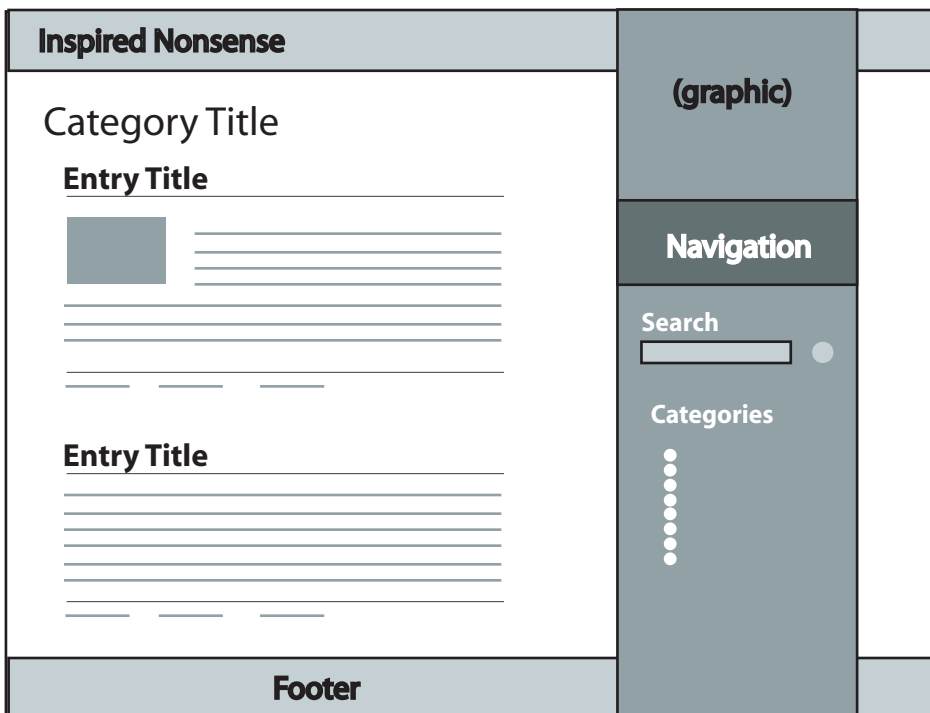 Inspired Nonsense
Category Title
Entry Title
Entry Title
Footer
(graphic)
Navigation
Search
Categories